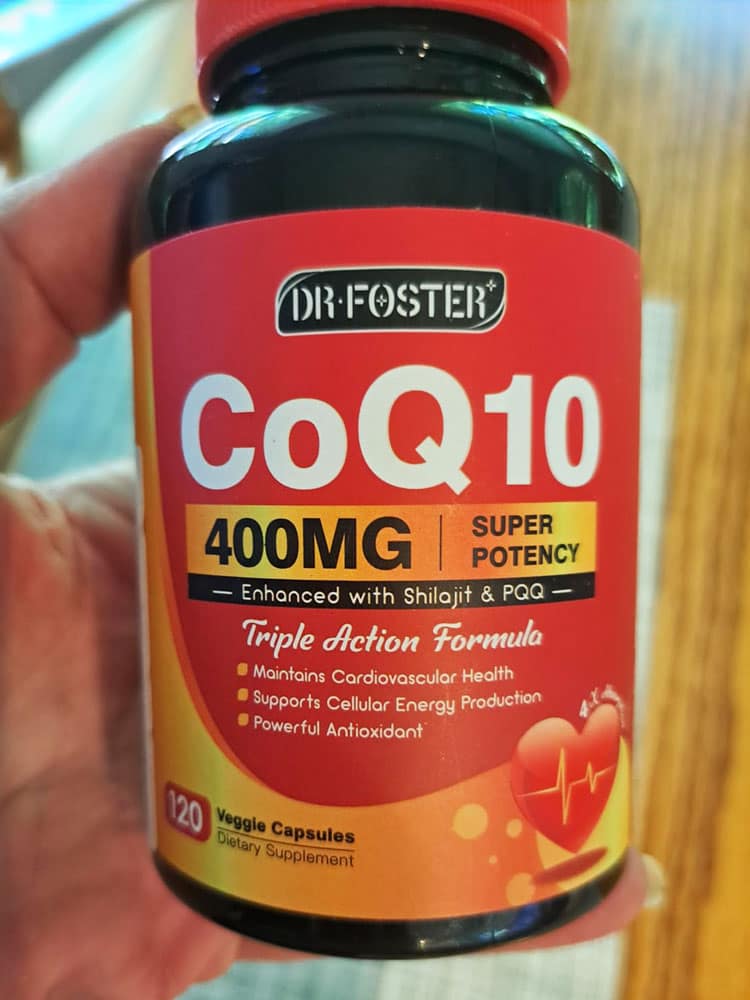 DR·FOSTER
CoQ10
400MG
SUPER
POTENCY
Enhanced with Shilajit & PQQ
Triple Action Formula
Maintains Cardiovascular Health
Supports Cellular Energy Production
Powerful Antioxidant
4X
120
Veggie Capsules
Dietary Supplement